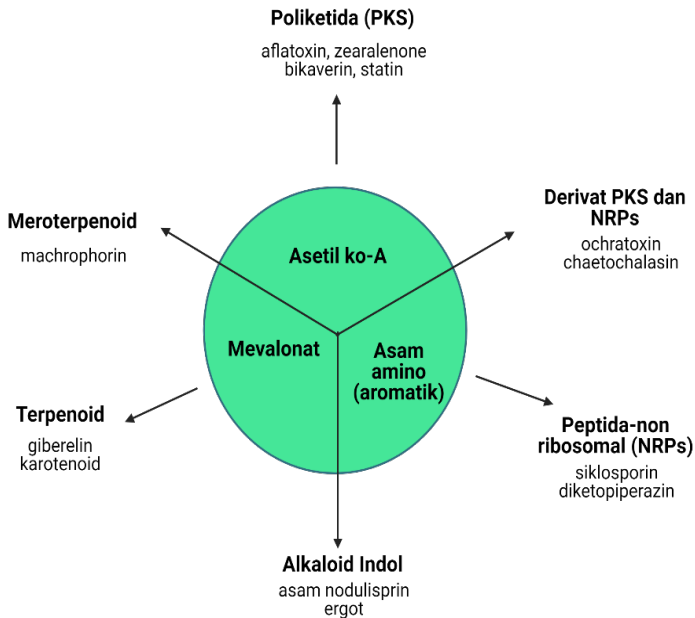 Poliketida (PKS)
aflatoxin, zearalenone
bikaverin, statin
Meroterpenoid
machrophorin
Derivat PKS dan
NRPs
ochratoxin
chaetochalasin
Asetil ko-A
Mevalonat
Asam
amino
(aromatik)
Terpenoid
giberelin
karotenoid
Peptida-non
ribosomal (NRPs)
siklosporin
diketopiperazin
Alkaloid Indol
asam nodulisprin
ergot